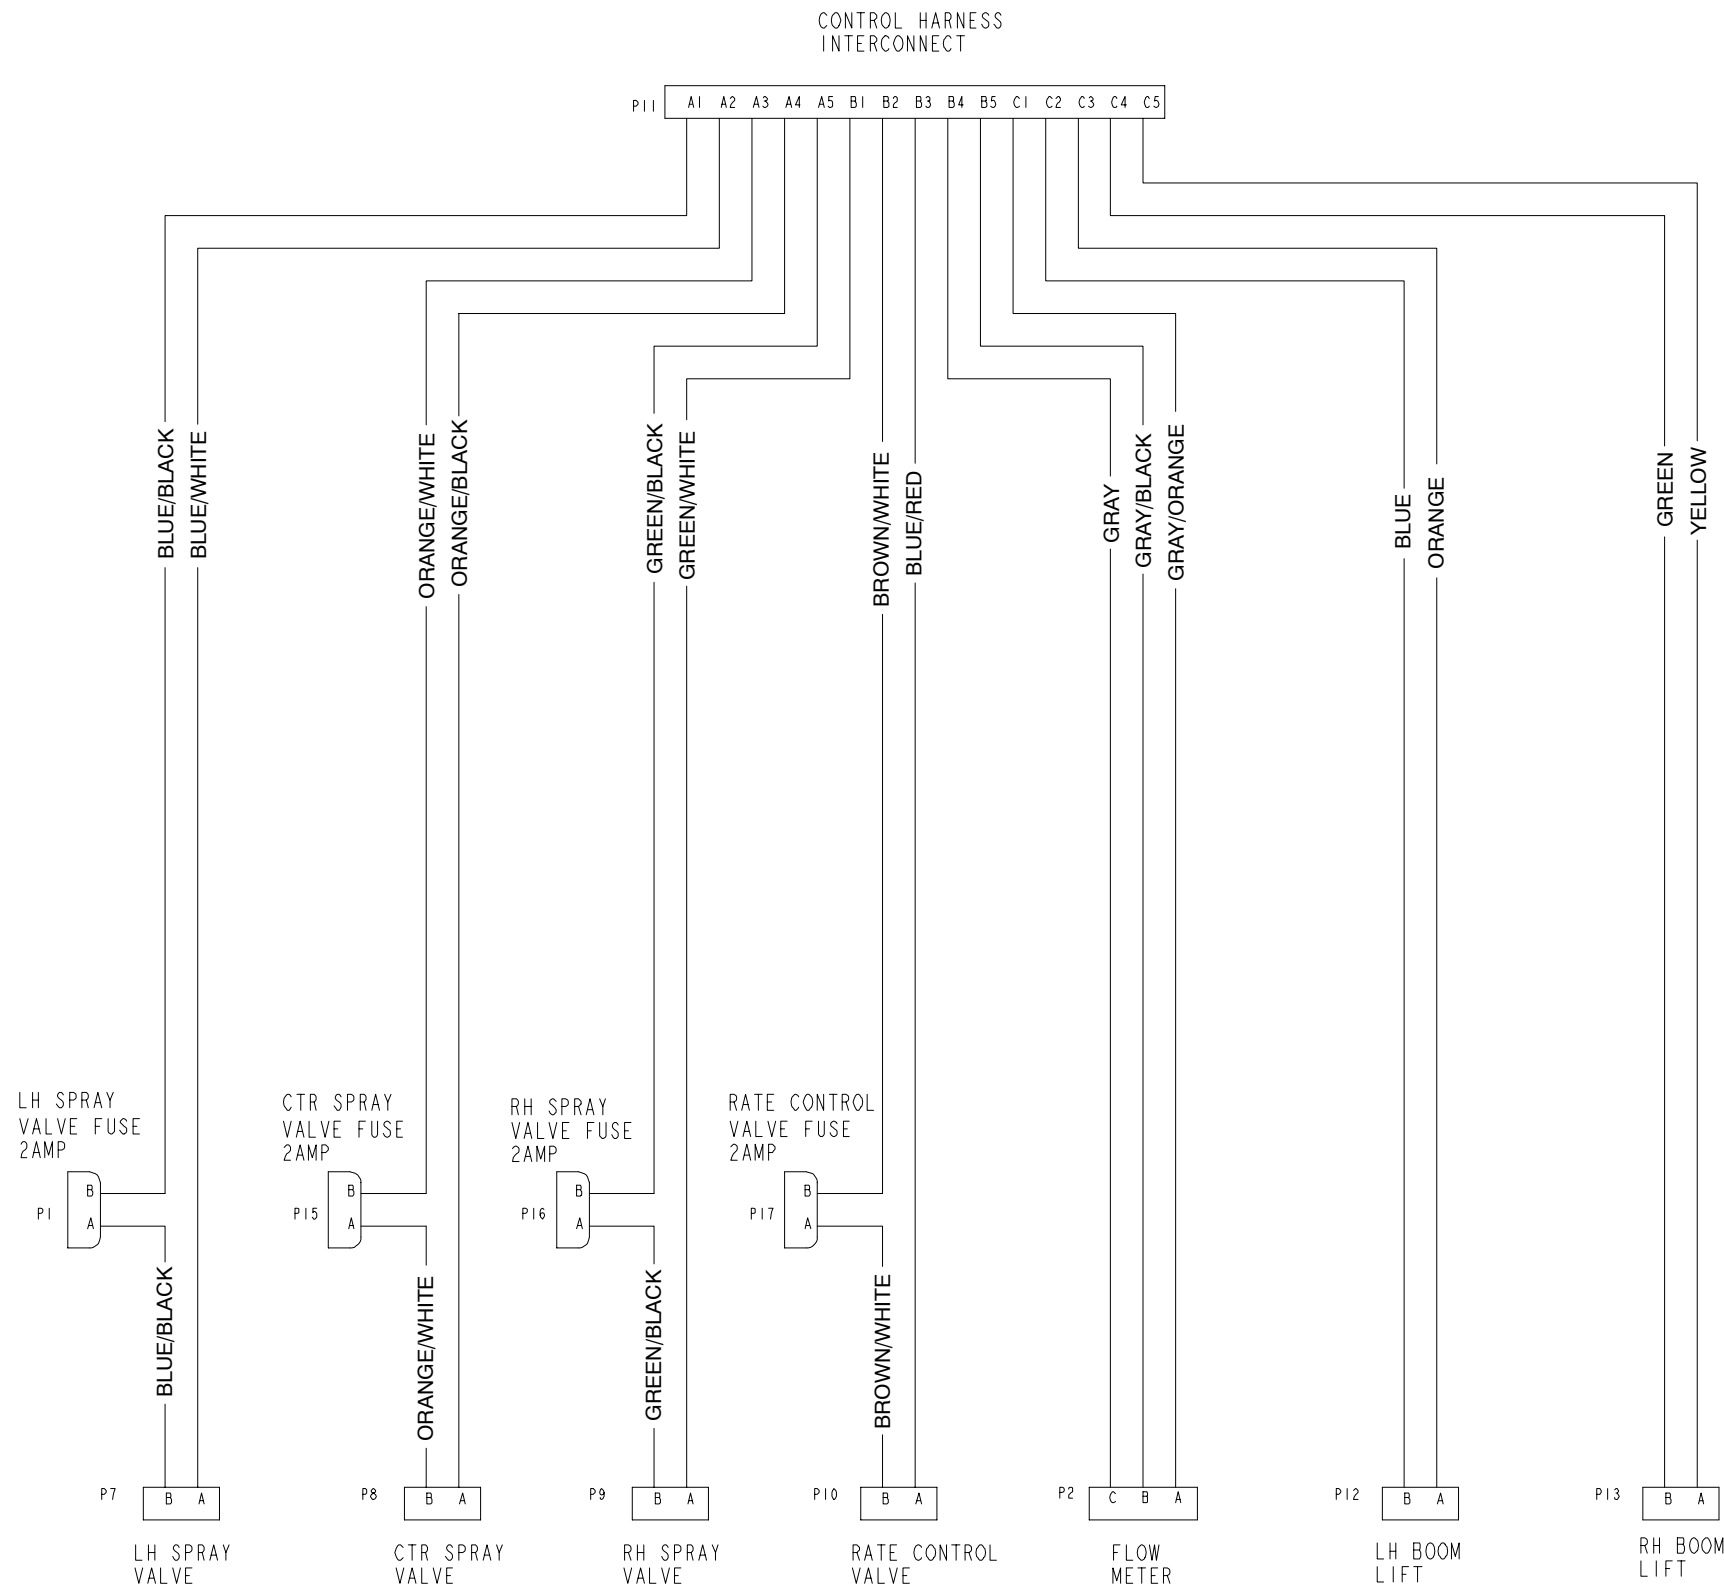 CONTROL HARNESS
INTERCONNECT
P11 A1 A2 A3 A4 A5 B1 B2 B3 B4 B5 C1 C2 C3 C4 C5
BLUE/BLACK
BLUE/WHITE
ORANGE/WHITE
ORANGE/BLACK
GREEN/BLACK
GREEN/WHITE
BROWN/WHITE
BLUE/RED
GRAY
GRAY/BLACK
GRAY/ORANGE
BLUE
ORANGE
GREEN
YELLOW
LH SPRAY
VALVE FUSE
2AMP
B
P1
A
CTR SPRAY
VALVE FUSE
2AMP
B
P15
A
RH SPRAY
VALVE FUSE
2AMP
B
P16
A
RATE CONTROL
VALVE FUSE
2AMP
B
P17
A
BLUE/BLACK
ORANGE/WHITE
GREEN/BLACK
BROWN/WHITE
P7 B A
LH SPRAY
VALVE
P8 B A
CTR SPRAY
VALVE
P9 B A
RH SPRAY
VALVE
P10 B A
RATE CONTROL
VALVE
P2 C B A
FLOW
METER
P12 B A
LH BOOM
LIFT
P13 B A
RH BOOM
LIFT